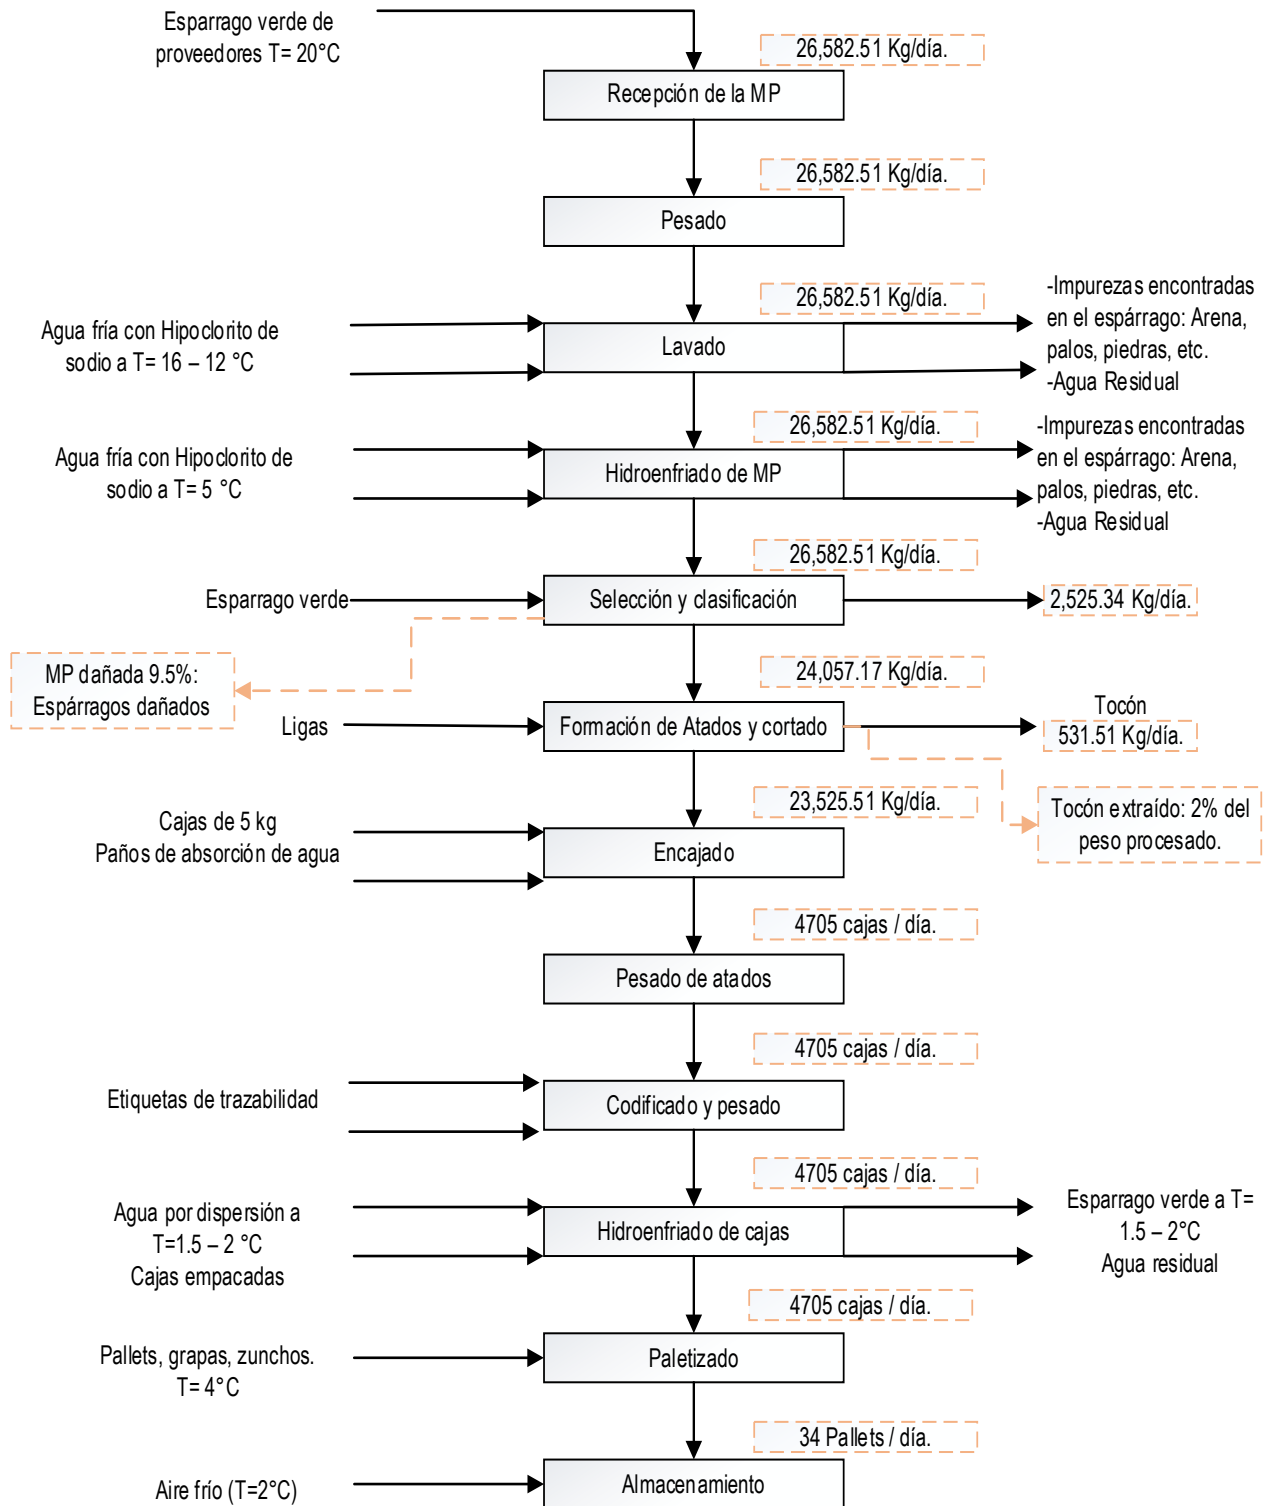 Esparrago verde de
proveedores T= 20°C
26,582.51 Kg/día.
Recepción de la MP
26,582.51 Kg/día.
Pesado
26,582.51 Kg/día.
Agua fría con Hipoclorito de
sodio a T= 16 – 12 °C
Lavado
-Impurezas encontradas
en el espárrago: Arena,
palos, piedras, etc.
-Agua Residual
26,582.51 Kg/día.
Agua fría con Hipoclorito de
sodio a T= 5 °C
Hidroenfriado de MP
-Impurezas encontradas
en el espárrago: Arena,
palos, piedras, etc.
-Agua Residual
26,582.51 Kg/día.
Esparrago verde
Selección y clasificación
2,525.34 Kg/día.
MP dañada 9.5%:
Espárragos dañados
24,057.17 Kg/día.
Ligas
Formación de Atados y cortado
Tocón
531.51 Kg/día.
23,525.51 Kg/día.
Tocón extraído: 2% del
peso procesado.
Cajas de 5 kg
Paños de absorción de agua
Encajado
4705 cajas / día.
Pesado de atados
4705 cajas / día.
Etiquetas de trazabilidad
Codificado y pesado
4705 cajas / día.
Agua por dispersión a
T=1.5 – 2 °C
Cajas empacadas
Hidroenfriado de cajas
Esparrago verde a T=
1.5 – 2°C
Agua residual
4705 cajas / día.
Pallets, grapas, zunchos.
T= 4°C
Paletizado
34 Pallets / día.
Aire frío (T=2°C)
Almacenamiento